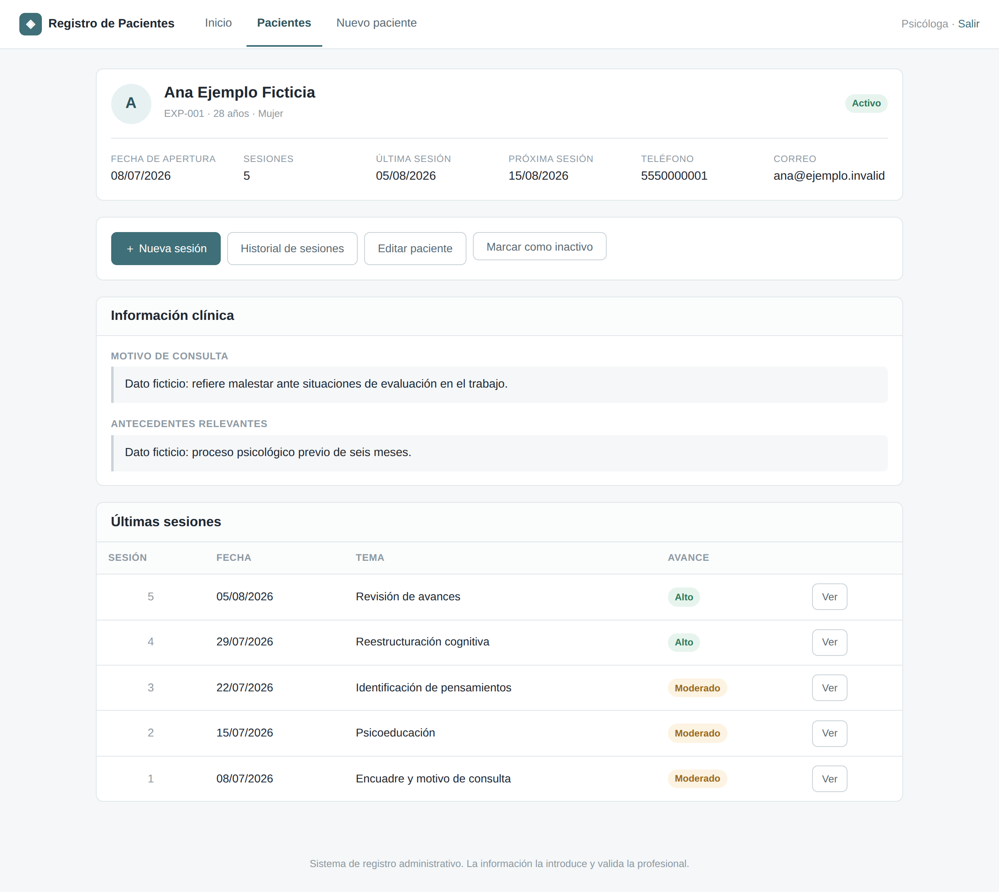 Registro de Pacientes Inicio Pacientes Nuevo paciente Psicóloga · Salir
A
Ana Ejemplo Ficticia
EXP-001 · 28 años · Mujer
Activo
FECHA DE APERTURA SESIONES ÚLTIMA SESIÓN PRÓXIMA SESIÓN TELÉFONO CORREO
08/07/2026 5 05/08/2026 15/08/2026 5550000001 ana@ejemplo.invalid
+ Nueva sesión Historial de sesiones Editar paciente Marcar como inactivo
Información clínica
MOTIVO DE CONSULTA
Dato ficticio: refiere malestar ante situaciones de evaluación en el trabajo.
ANTECEDENTES RELEVANTES
Dato ficticio: proceso psicológico previo de seis meses.
Últimas sesiones
SESIÓN FECHA TEMA AVANCE
5 05/08/2026 Revisión de avances Alto Ver
4 29/07/2026 Reestructuración cognitiva Alto Ver
3 22/07/2026 Identificación de pensamientos Moderado Ver
2 15/07/2026 Psicoeducación Moderado Ver
1 08/07/2026 Encuadre y motivo de consulta Moderado Ver
Sistema de registro administrativo. La información la introduce y valida la profesional.